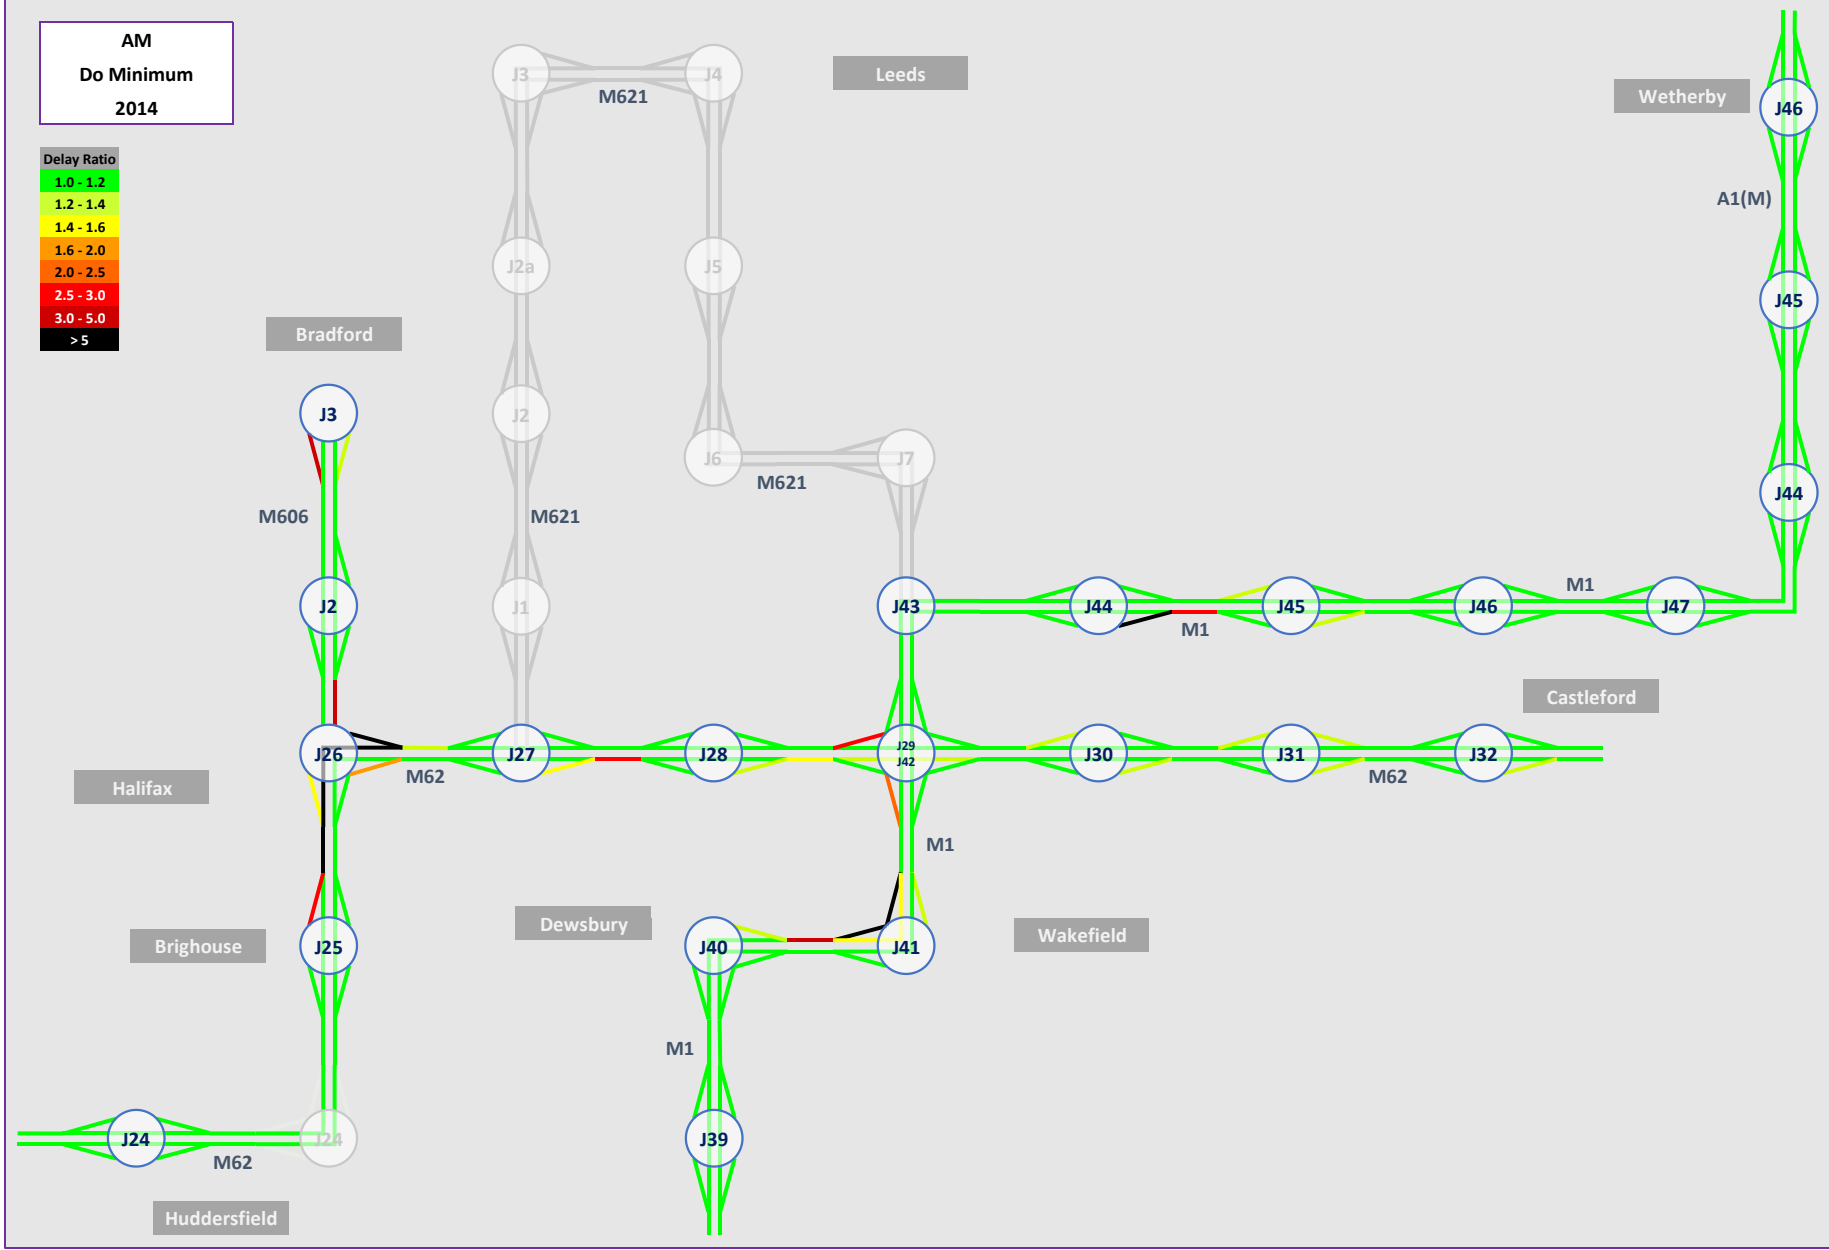 AM
Do Minimum
2014
Delay Ratio
1.0 - 1.2
1.2 - 1.4
1.4 - 1.6
1.6 - 2.0
2.0 - 2.5
2.5 - 3.0
3.0 - 5.0
> 5
J3
J4
M621
Leeds
Wetherby
J46
A1(M)
J2a
J5
J45
Bradford
J3
J2
J6
J7
M621
J44
M606
M621
J2
J1
J43
J44
M1
J45
J46
M1
J47
Castleford
J26
M62
J27
J28
J29
J42
J30
J31
M62
J32
Halifax
M1
Brighouse
J25
Dewsbury
J40
J41
Wakefield
M1
J24
M62
J24
J39
Huddersfield